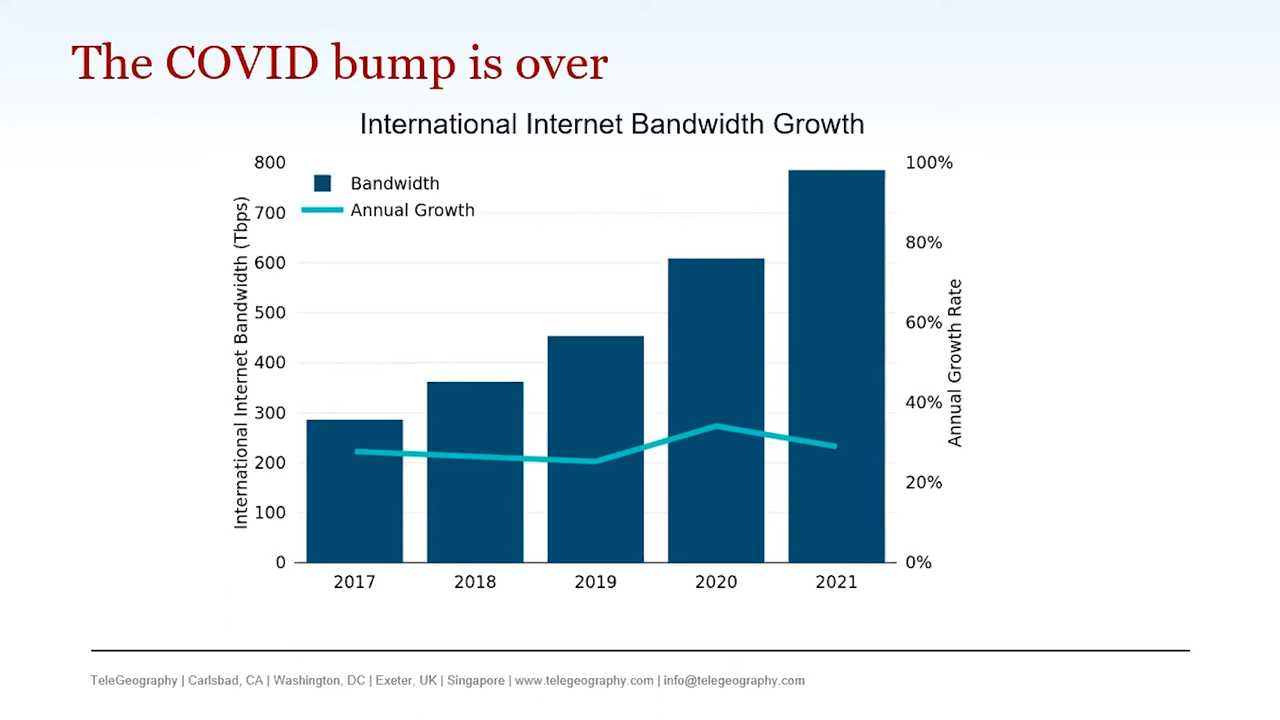 The COVID bump is over
International Internet Bandwidth Growth
Bandwidth
Annual Growth
International Internet Bandwidth (Tbps)
800
700
600
500
400
300
200
100
0
100%
80%
60%
40%
20%
0%
Annual Growth Rate
2017 2018 2019 2020 2021
TeleGeography | Carlsbad, CA | Washington, DC | Exeter, UK | Singapore | www.telegeography.com | info@telegeography.com